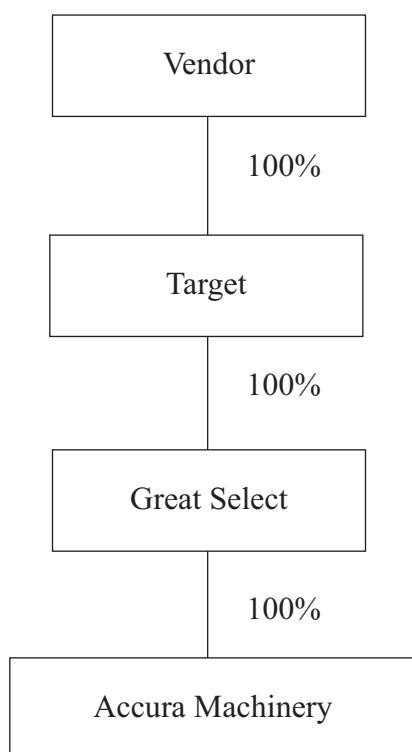 Vendor
100%
Target
100%
Great Select
100%
Accura Machinery